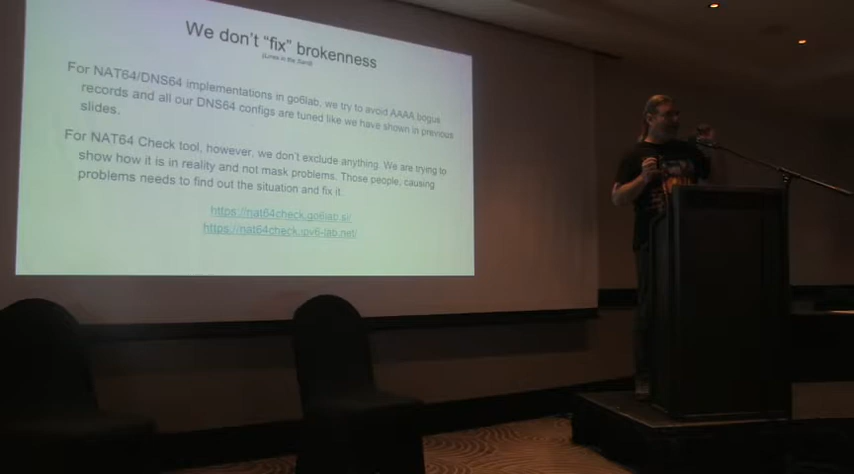 We don't "fix" brokenness
(Lines in the Sand)
For NAT64/DNS64 implementations in go6lab, we try to avoid AAAA bogus
records and all our DNS64 configs are tuned like we have shown in previous
slides.
For NAT64 Check tool, however, we don't exclude anything. We are trying to
show how it is in reality and not mask problems. Those people, causing
problems needs to find out the situation and fix it.
https://nat64check.go6lab.si/
https://nat64check.ipv6-lab.net/